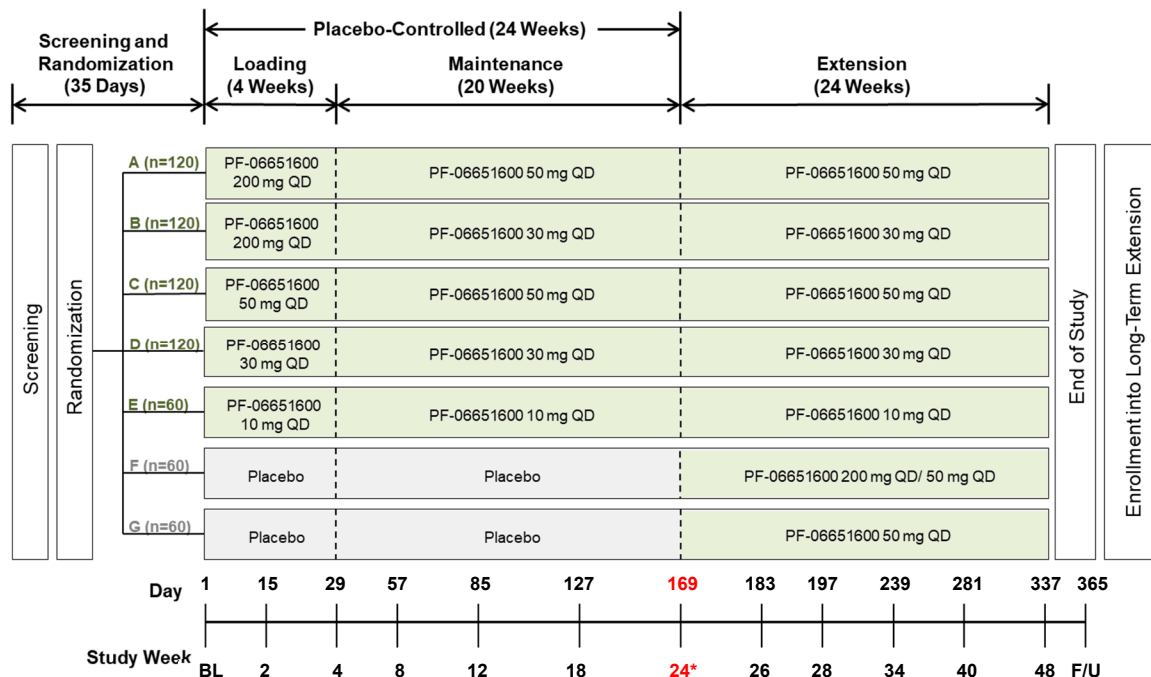 Placebo-Controlled (24 Weeks)
Screening and
Randomization
(35 Days)
Loading
(4 Weeks)
Maintenance
(20 Weeks)
Extension
(24 Weeks)
Screening
Randomization
A (n=120)
PF-06651600
200 mg QD
PF-06651600 50 mg QD
PF-06651600 50 mg QD
B (n=120)
PF-06651600
200 mg QD
PF-06651600 30 mg QD
PF-06651600 30 mg QD
C (n=120)
PF-06651600
50 mg QD
PF-06651600 50 mg QD
PF-06651600 50 mg QD
D (n=120)
PF-06651600
30 mg QD
PF-06651600 30 mg QD
PF-06651600 30 mg QD
E (n=60)
PF-06651600
10 mg QD
PF-06651600 10 mg QD
PF-06651600 10 mg QD
F (n=60)
Placebo
Placebo
PF-06651600 200 mg QD/ 50 mg QD
G (n=60)
Placebo
Placebo
PF-06651600 50 mg QD
End of Study
Enrollment into Long-Term Extension
Day 1 15 29 57 85 127 169 183 197 239 281 337 365
Study Week BL 2 4 8 12 18 24* 26 28 34 40 48 F/U